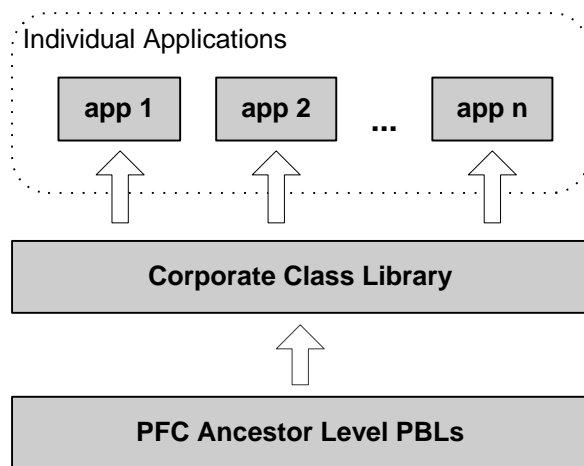 Individual Applications
app 1
app 2
...
app n
Corporate Class Library
PFC Ancestor Level PBLs